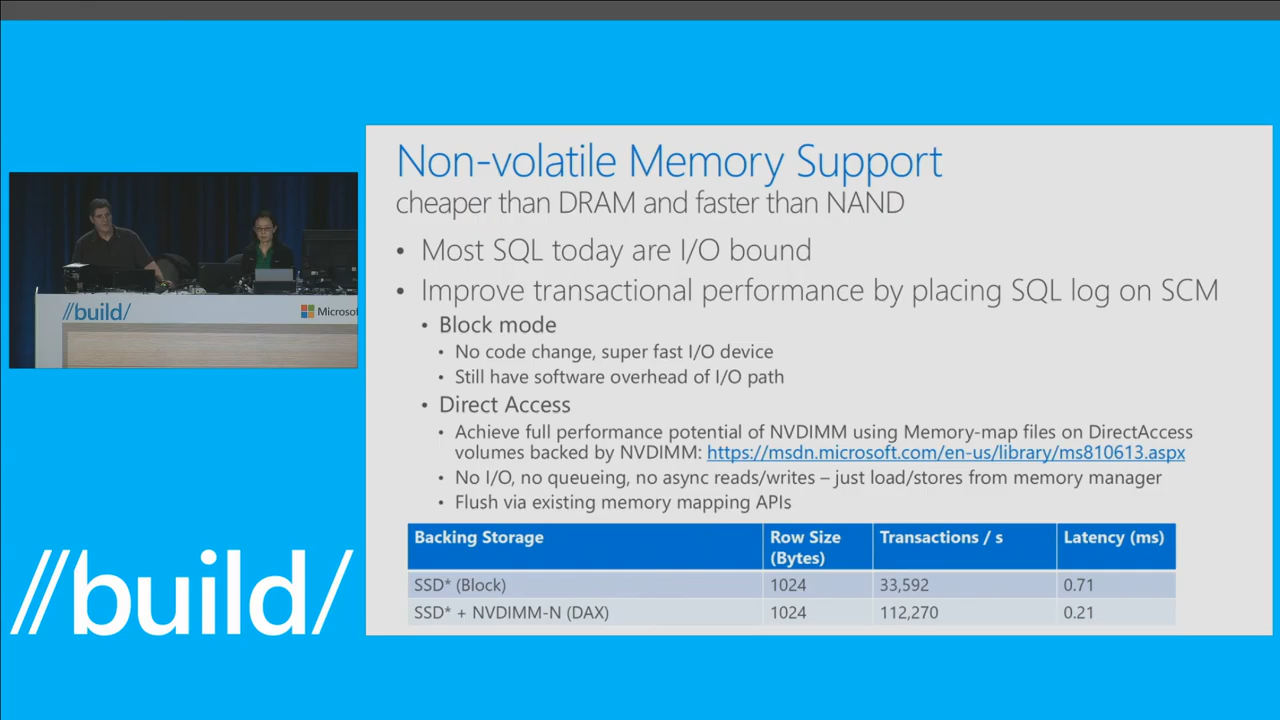 Non-volatile Memory Support
cheaper than DRAM and faster than NAND
• Most SQL today are I/O bound
• Improve transactional performance by placing SQL log on SCM
• Block mode
• No code change, super fast I/O device
• Still have software overhead of I/O path
• Direct Access
• Achieve full performance potential of NVDIMM using Memory-map files on DirectAccess
volumes backed by NVDIMM: https://msdn.microsoft.com/en-us/library/ms810613.aspx
• No I/O, no queueing, no async reads/writes – just load/stores from memory manager
• Flush via existing memory mapping APIs
Backing Storage Row Size (Bytes) Transactions / s Latency (ms)
SSD* (Block) 1024 33,592 0.71
SSD* + NVDIMM-N (DAX) 1024 112,270 0.21
//build/
Microsof
//build/